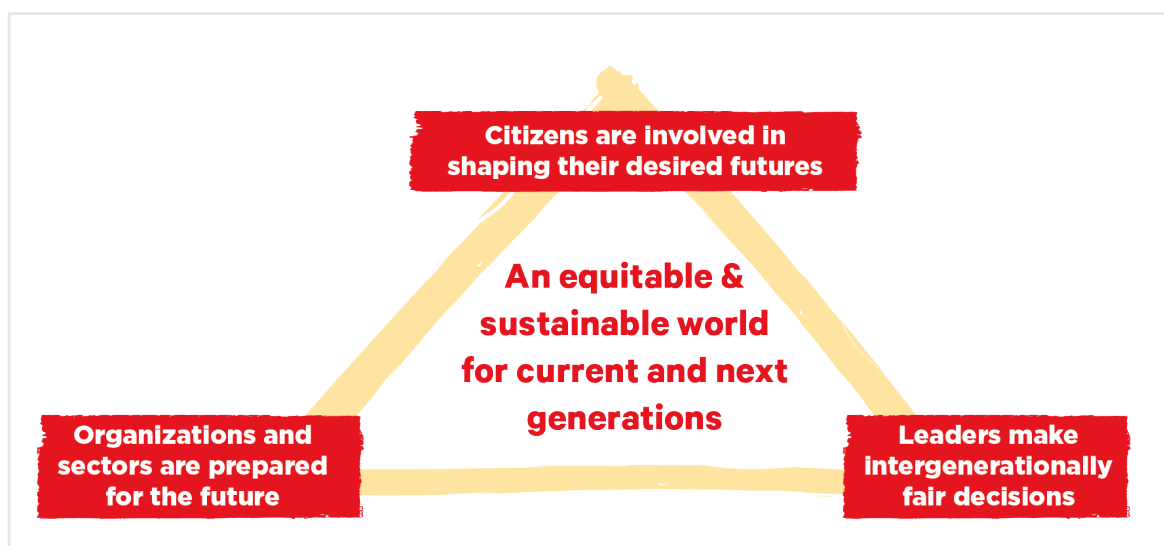 Citizens are involved in
shaping their desired futures
An equitable &
sustainable world
for current and next
generations
Organizations and
sectors are prepared
for the future
Leaders make
intergenerationally
fair decisions